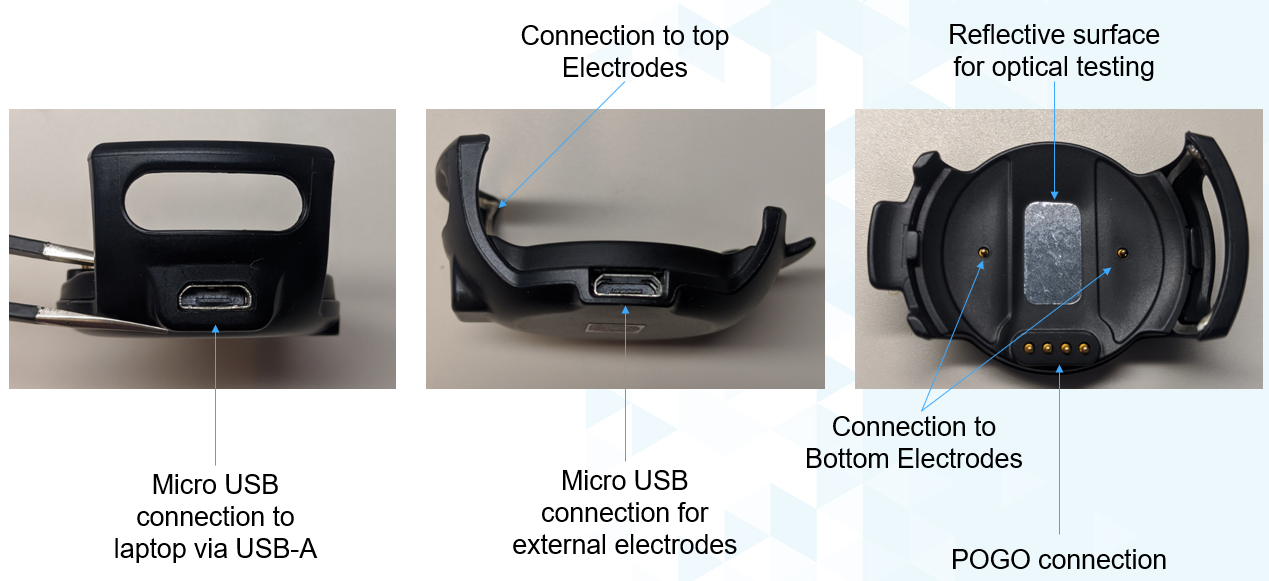 Connection to top
Electrodes
Reflective surface
for optical testing
Connection to
Bottom Electrodes
Micro USB
connection to
laptop via USB-A
Micro USB
connection for
external electrodes
POGO connection